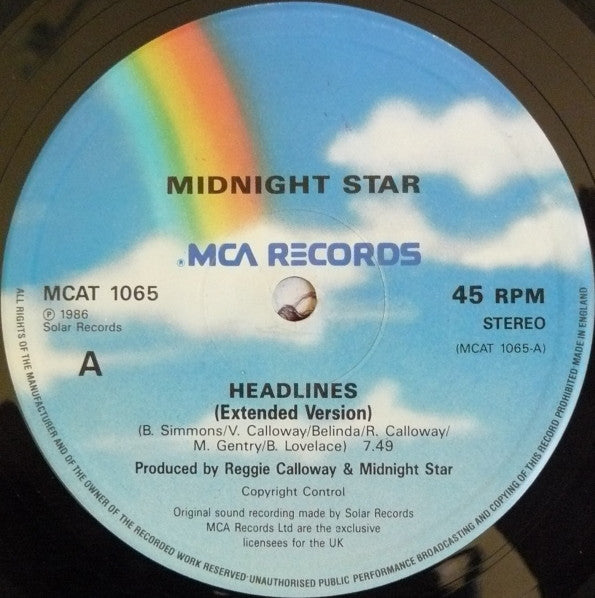 MIDNIGHT STAR
®MCA RECORDS
MCAT 1065
℗ 1986
Solar Records
A
45 RPM
STEREO
(MCAT 1065-A)
HEADLINES
(Extended Version)
(B. Simmons/V. Calloway/Belinda/R. Calloway/
M. Gentry/B. Lovelace) 7.49
Produced by Reggie Calloway & Midnight Star
Copyright Control
Original sound recording made by Solar Records
MCA Records Ltd are the exclusive
licensees for the UK
ALL RIGHTS OF THE MANUFACTURER AND OF THE OWNER OF THE RECORDED WORK RESERVED·UNAUTHORISED PUBLIC PERFORMANCE BROADCASTING AND COPYING OF THIS RECORD PROHIBITED·MADE IN ENGLAND